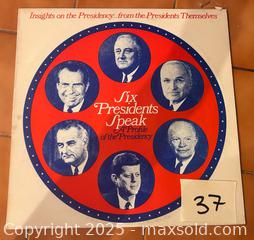 Insights on the Presidency...from the Presidents Themselves
Six
Presidents
Speak
A Profile
of the Presidency
37
Copyright 2025 - maxsold.com